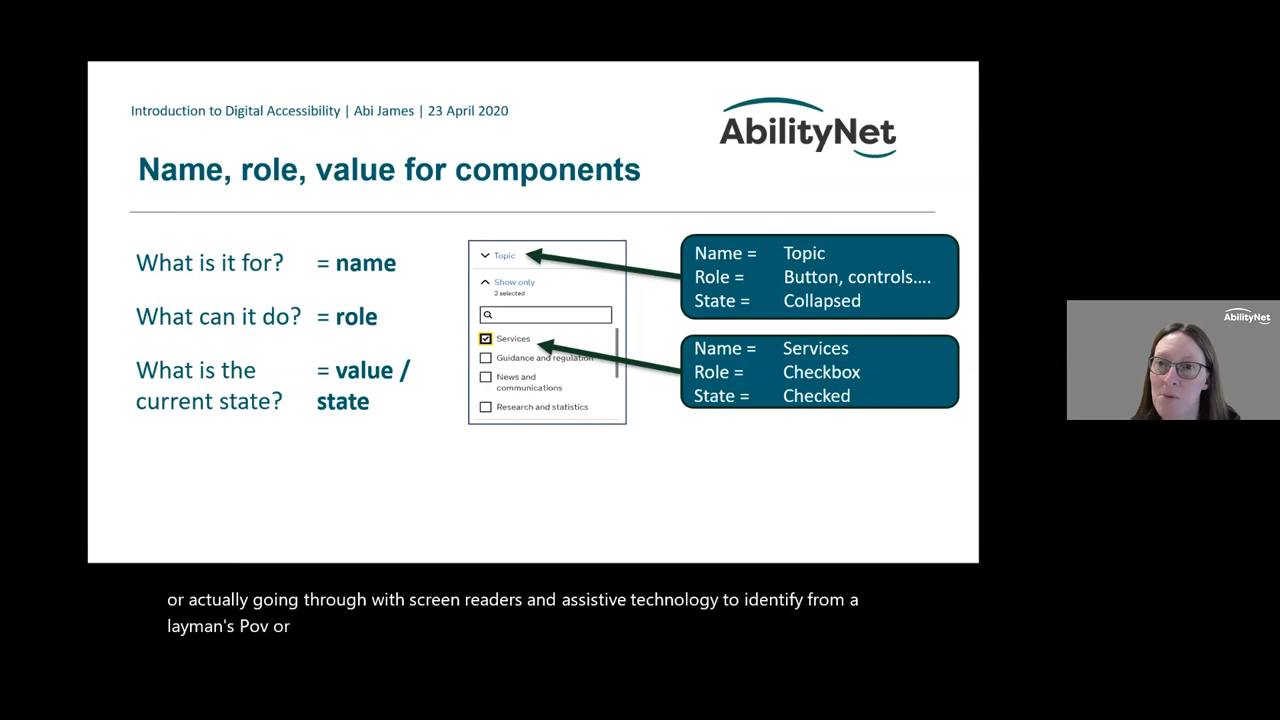 Introduction to Digital Accessibility | Abi James | 23 April 2020
AbilityNet
Name, role, value for components
What is it for? = name
What can it do? = role
What is the = value /
current state? state
Topic
Show only
2 selected
Services
Guidance and regulation
News and
communications
Research and statistics
Name = Topic
Role = Button, controls....
State = Collapsed
Name = Services
Role = Checkbox
State = Checked
AbilityNet
or actually going through with screen readers and assistive technology to identify from a
layman's Pov or